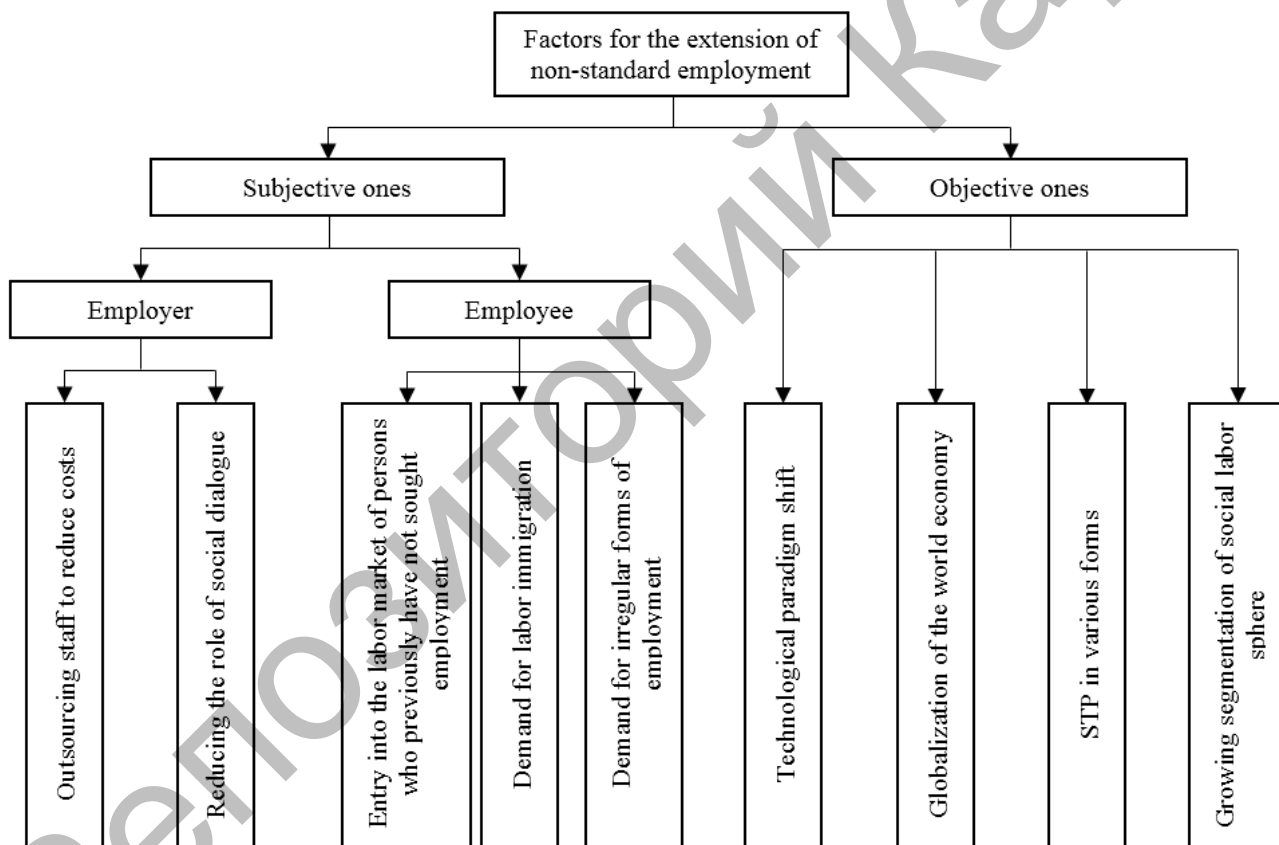 Factors for the extension of
non-standard employment
Subjective ones
Objective ones
Employer
Employee
Outsourcing staff to reduce costs
Reducing the role of social dialogue
Entry into the labor market of persons
who previously have not sought
employment
Demand for labor immigration
Demand for irregular forms of
employment
Technological paradigm shift
Globalization of the world economy
STP in various forms
Growing segmentation of social labor
sphere
Репозиторий